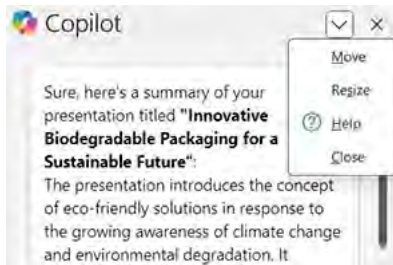 Copilot
Move
Resize
Help
Close
Sure, here's a summary of your
presentation titled "Innovative
Biodegradable Packaging for a
Sustainable Future":
The presentation introduces the concept
of eco-friendly solutions in response to
the growing awareness of climate change
and environmental degradation. It